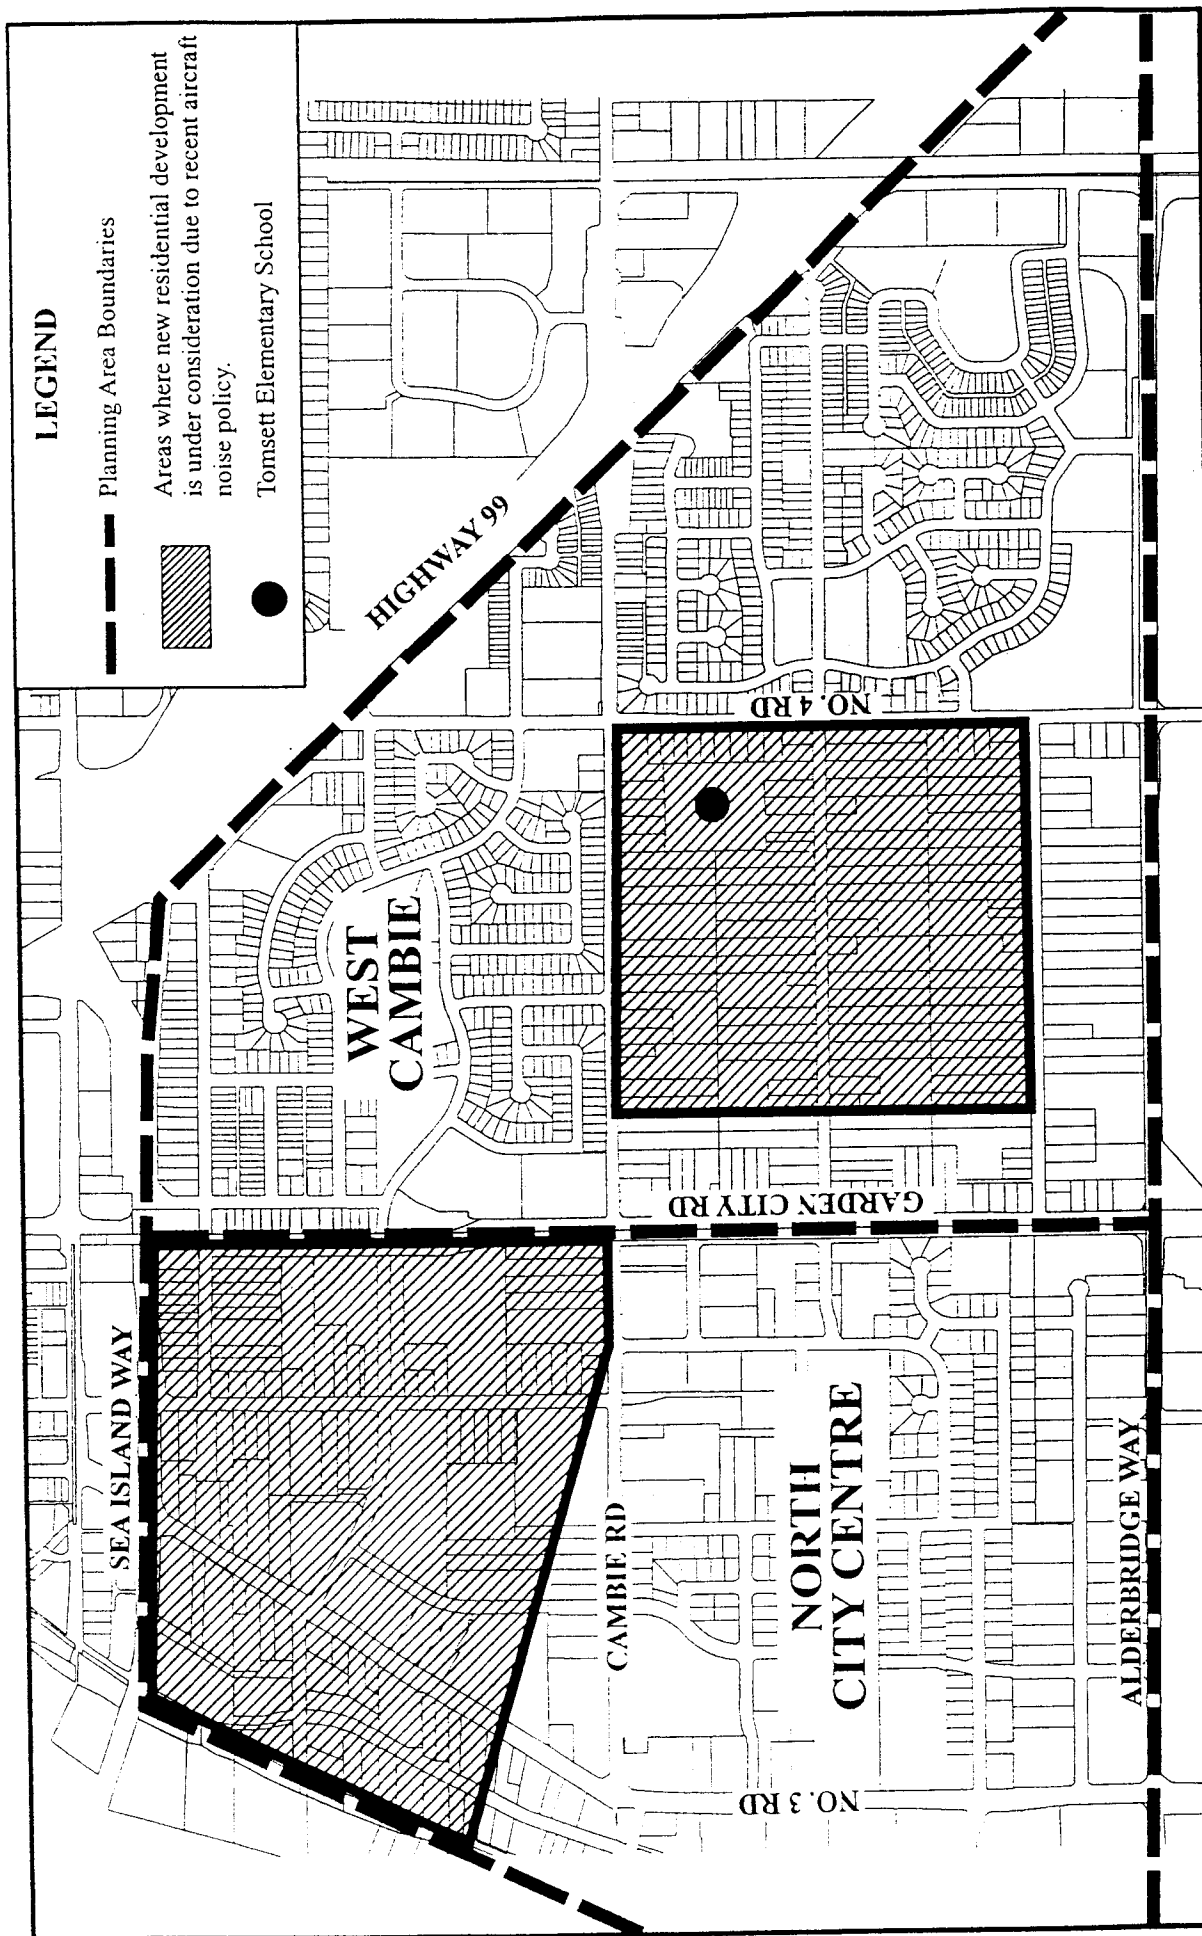 LEGEND
Planning Area Boundaries
Areas where new residential development
is under consideration due to recent aircraft
noise policy.
Tomsett Elementary School
HIGHWAY 99
NO. 4 RD
WEST
CAMBIE
GARDEN CITY RD
SEA ISLAND WAY
CAMBIE RD
NORTH
CITY CENTRE
ALDERBRIDGE WAY
NO. 3 RD